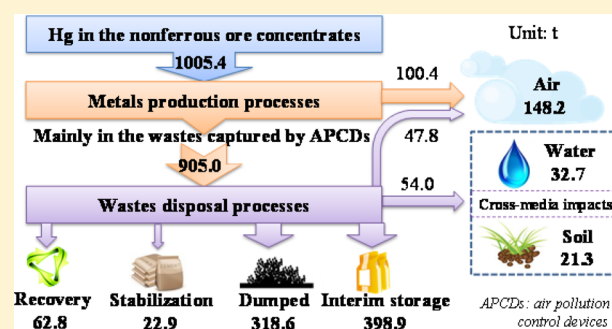 Hg in the nonferrous ore concentrates
Unit: t
1005.4
100.4
Air
148.2
Metals production processes
Mainly in the wastes captured by APCDs
47.8
905.0
Water
32.7
54.0
Wastes disposal processes
Cross-media impacts
Soil
21.3
Recovery
62.8
Stabilization
22.9
Dumped
318.6
Interim storage
398.9
APCDs: air pollution
control devices